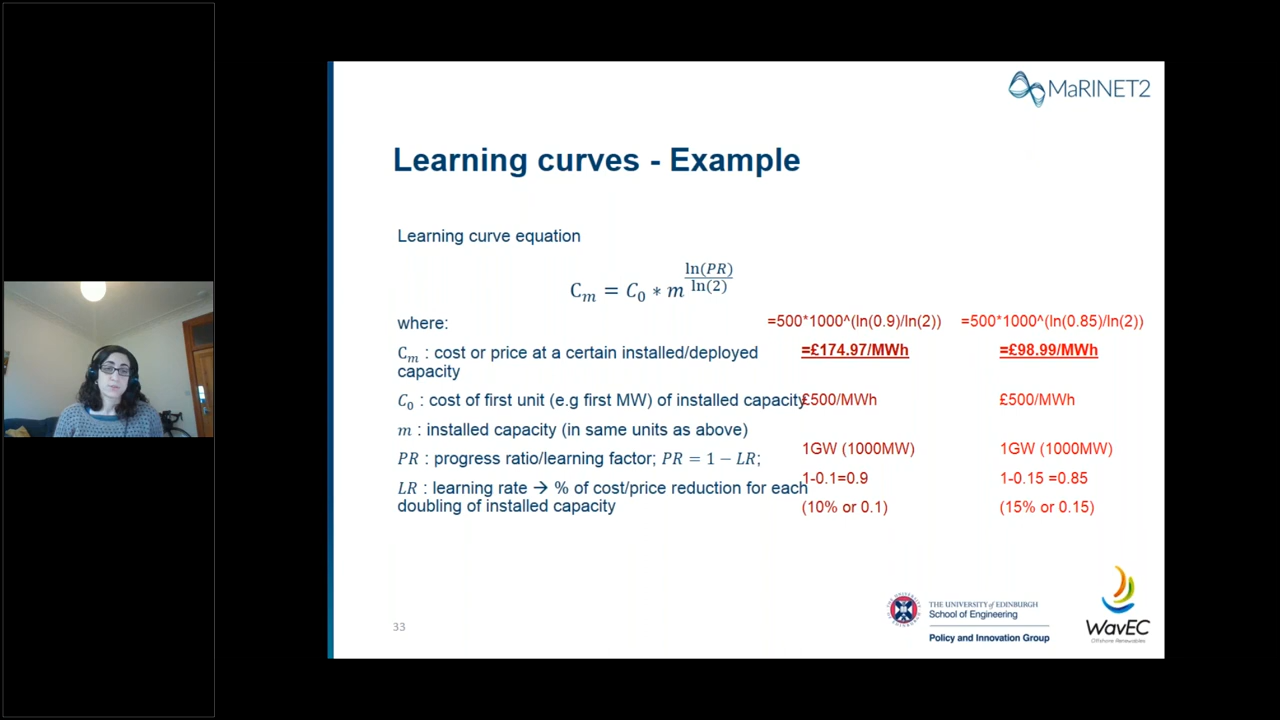 MaRINET2
Learning curves - Example
Learning curve equation
C_m = C_0 * m^(ln(PR)/ln(2))
where:
=500*1000^(ln(0.9)/ln(2))
=500*1000^(ln(0.85)/ln(2))
C_m : cost or price at a certain installed/deployed
capacity
=£174.97/MWh
=£98.99/MWh
C_0 : cost of first unit (e.g first MW) of installed capacity
£500/MWh
£500/MWh
m : installed capacity (in same units as above)
1GW (1000MW)
1GW (1000MW)
PR : progress ratio/learning factor; PR = 1 − LR;
1-0.1=0.9
1-0.15 =0.85
LR : learning rate → % of cost/price reduction for each
doubling of installed capacity
(10% or 0.1)
(15% or 0.15)
33
THE UNIVERSITY of EDINBURGH
School of Engineering
Policy and Innovation Group
WavEC
Offshore Renewables